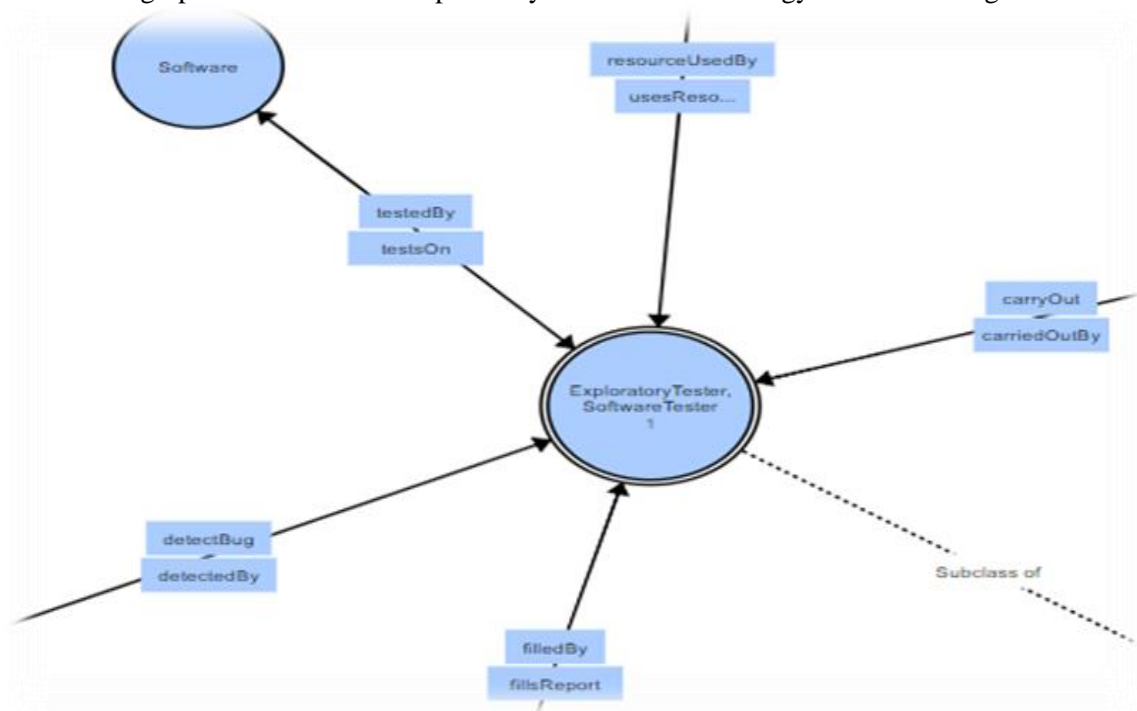 Software
resourceUsedBy
usesReso...
testedBy
testsOn
carryOut
carriedOutBy
ExploratoryTester,
SoftwareTester
1
detectBug
detectedBy
Subclass of
filledBy
fillsReport